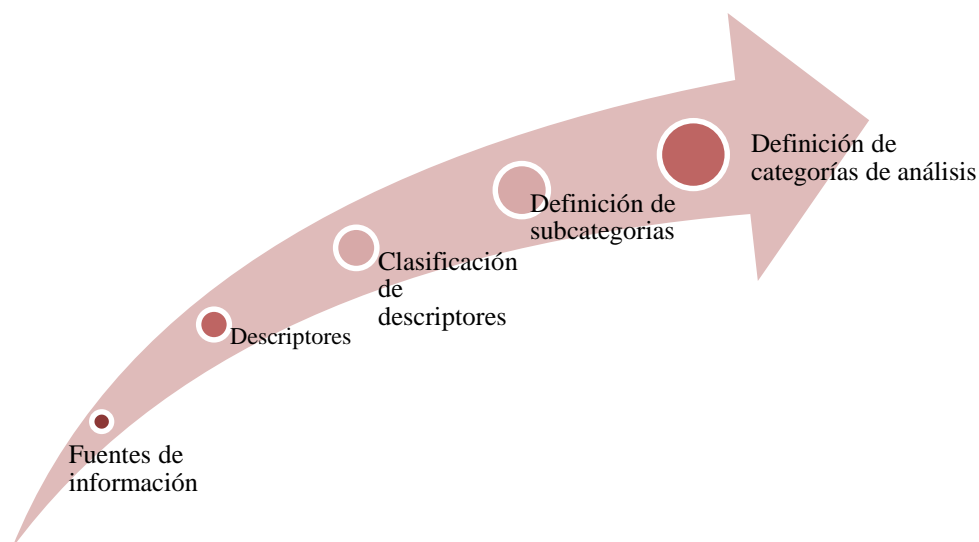 Fuentes de
información
Descriptores
Clasificación
de
descriptores
Definición de
subcategorias
Definición de
categorías de análisis